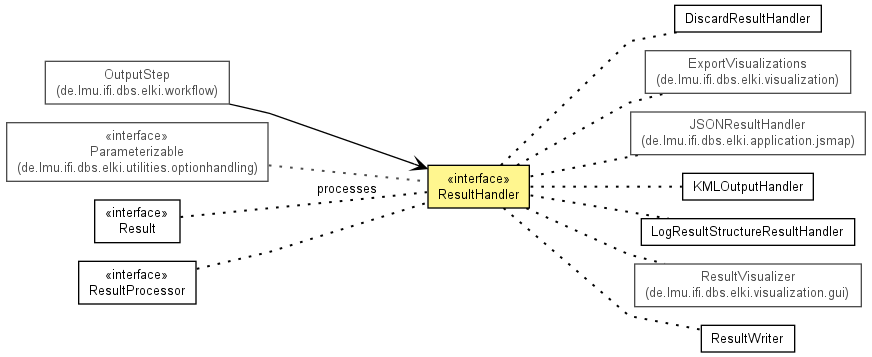 OutputStep
(de.lmu.ifi.dbs.elki.workflow)
«interface»
Parameterizable
(de.lmu.ifi.dbs.elki.utilities.optionhandling)
processes
«interface»
Result
«interface»
ResultProcessor
«interface»
ResultHandler
DiscardResultHandler
ExportVisualizations
(de.lmu.ifi.dbs.elki.visualization)
JSONResultHandler
(de.lmu.ifi.dbs.elki.application.jsmap)
KMLOutputHandler
LogResultStructureResultHandler
ResultVisualizer
(de.lmu.ifi.dbs.elki.visualization.gui)
ResultWriter